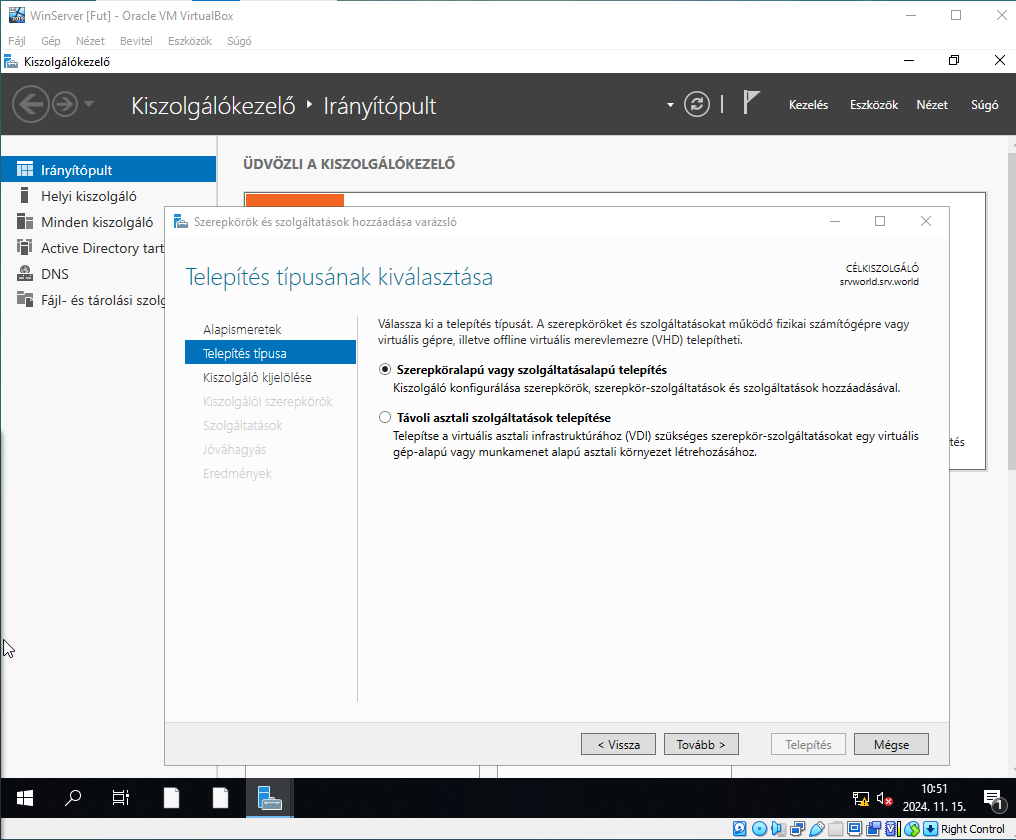 WinServer [Fut] - Oracle VM VirtualBox
Fájl Gép Nézet Bevitel Eszközök Súgó
Kiszolgálókezelő
Kiszolgálókezelő Irányítópult
Kezelés Eszközök Nézet Súgó
Irányítópult
Helyi kiszolgáló
Minden kiszolgáló
Active Directory tart
DNS
Fájl- és tárolási szolg
ÜDVÖZLI A KISZOLGÁLÓKEZELŐ
Szerepkörök és szolgáltatások hozzáadása varázsló
Telepítés típusának kiválasztása
CÉLKISZOLGÁLÓ
srvworld.srv.world
Alapismeretek
Telepítés típusa
Kiszolgáló kijelölése
Kiszolgálói szerepkörök
Szolgáltatások
Jóváhagyás
Eredmények
Válassza ki a telepítés típusát. A szerepköröket és szolgáltatásokat működő fizikai számítógépre vagy
virtuális gépre, illetve offline virtuális merevlemezre (VHD) telepítheti.
Szerepköralapú vagy szolgáltatásalapú telepítés
Kiszolgáló konfigurálása szerepkörök, szerepkör-szolgáltatások és szolgáltatások hozzáadásával.
Távoli asztali szolgáltatások telepítése
Telepítse a virtuális asztali infrastruktúrához (VDI) szükséges szerepkör-szolgáltatásokat egy virtuális
gép-alapú vagy munkamenet alapú asztali környezet létrehozásához.
tés
< Vissza Tovább > Telepítés Mégse
10:51
2024. 11. 15.
1
Right Control